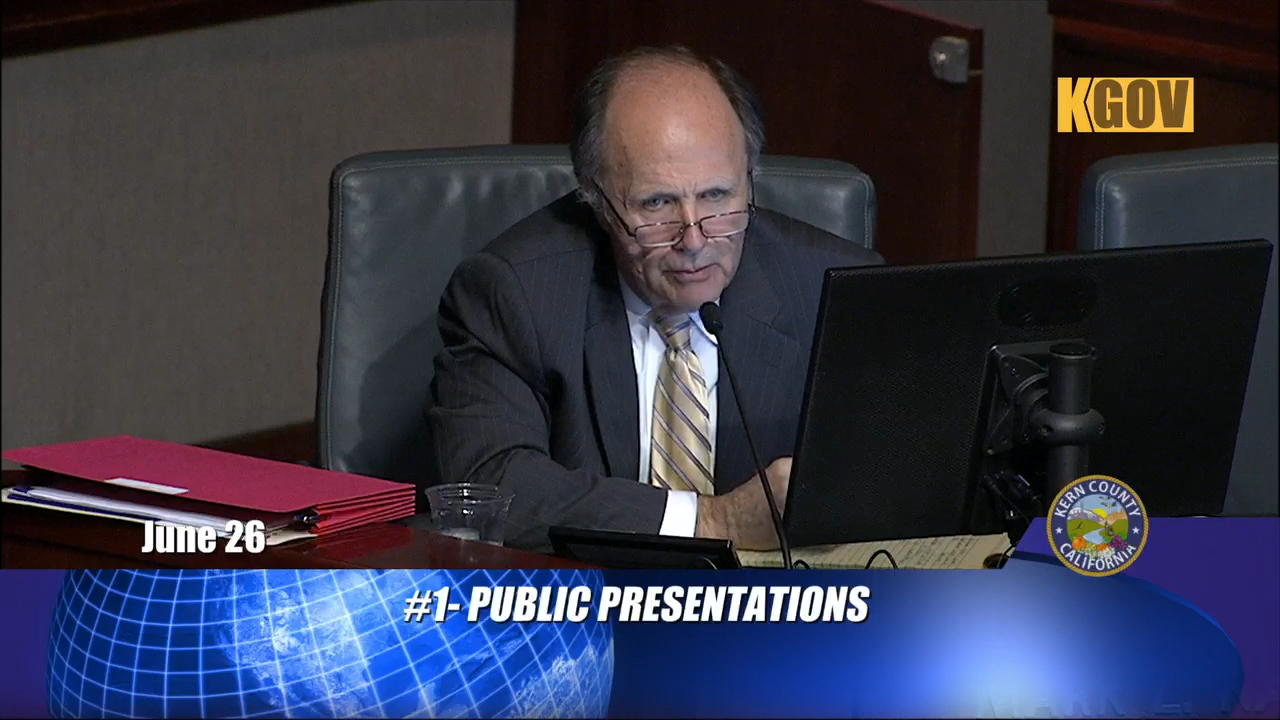 KGOV
KERN COUNTY
CALIFORNIA
June 26
#1- PUBLIC PRESENTATIONS